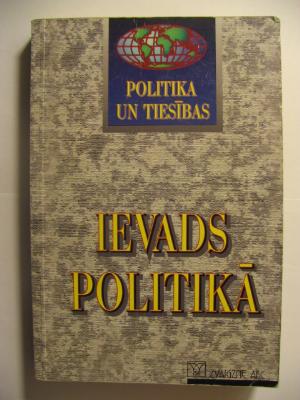 POLITIKA
UN TIESĪBAS
IEVADS
POLITIKĀ
ZVAIGZNE ABC